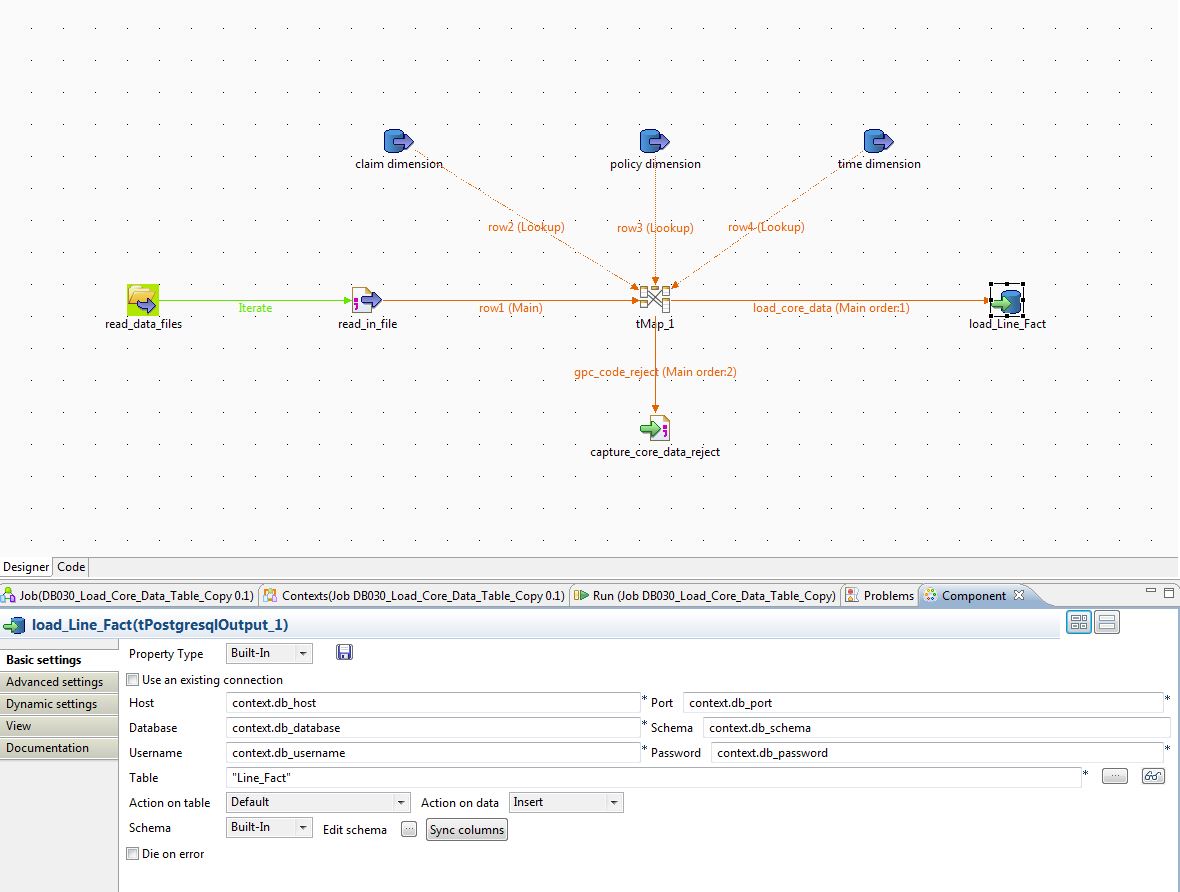 claim dimension
policy dimension
time dimension
row2 (Lookup)
row3 (Lookup)
row4 (Lookup)
Iterate
row1 (Main)
load_core_data (Main order:1)
read_data_files
read_in_file
tMap_1
load_Line_Fact
gpc_code_reject (Main order:2)
capture_core_data_reject
Designer
Code
Job(DB030_Load_Core_Data_Table_Copy 0.1)
Contexts(Job DB030_Load_Core_Data_Table_Copy 0.1)
Run (Job DB030_Load_Core_Data_Table_Copy)
Problems
Component
load_Line_Fact(tPostgresqlOutput_1)
Basic settings
Advanced settings
Dynamic settings
View
Documentation
Property Type Built-In
Use an existing connection
Host context.db_host * Port context.db_port *
Database context.db_database * Schema context.db_schema
Username context.db_username * Password context.db_password *
Table "Line_Fact" * ...
Action on table Default Action on data Insert
Schema Built-In Edit schema ... Sync columns
Die on error